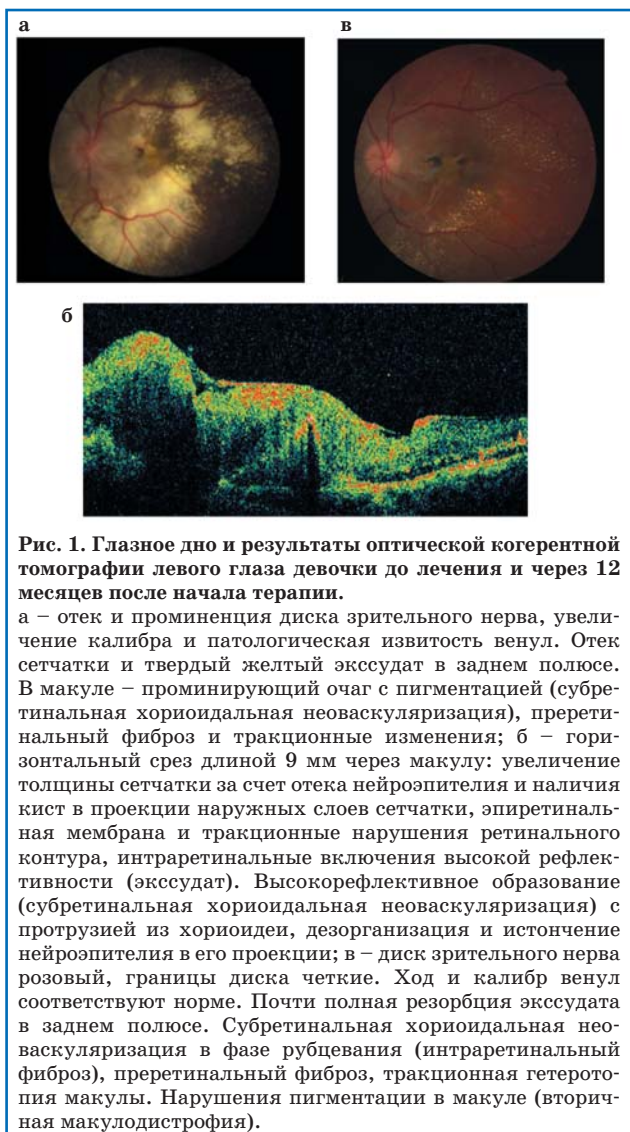 а
в
б
Рис. 1. Глазное дно и результаты оптической когерентной
томографии левого глаза девочки до лечения и через 12
месяцев после начала терапии.
а – отек и проминенция диска зрительного нерва, увели-
чение калибра и патологическая извитость венул. Отек
сетчатки и твердый желтый экссудат в заднем полюсе.
В макуле – проминирующий очаг с пигментацией (субре-
тинальная хориоидальная неоваскуляризация), пререти-
нальный фиброз и тракционные изменения; б – гори-
зонтальный срез длиной 9 мм через макулу: увеличение
толщины сетчатки за счет отека нейроэпителия и наличия
кист в проекции наружных слоев сетчатки, эпиретиналь-
ная мембрана и тракционные нарушения ретинального
контура, интраретинальные включения высокой рефлек-
тивности (экссудат). Высокорефлективное образование
(субретинальная хориоидальная неоваскуляризация) с
протрузией из хориоидеи, дезорганизация и истончение
нейроэпителия в его проекции; в – диск зрительного нерва
розовый, границы диска четкие. Ход и калибр венул
соответствуют норме. Почти полная резорбция экссудата
в заднем полюсе. Субретинальная хориоидальная нео-
васкуляризация в фазе рубцевания (интраретинальный
фиброз), преретинальный фиброз, тракционная гетерото-
пия макулы. Нарушения пигментации в макуле (вторич-
ная макулодистрофия).